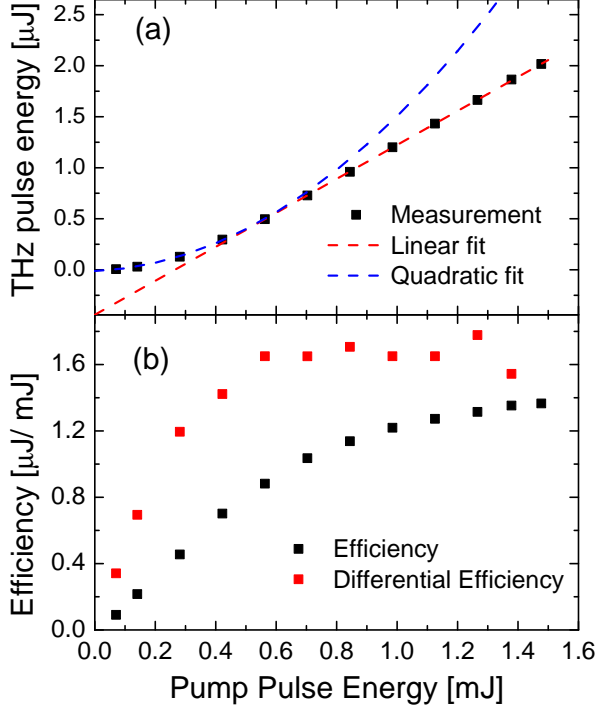 (a)
THz pulse energy [μJ]
2.5
2.0
1.5
1.0
0.5
0.0
Measurement
Linear fit
Quadratic fit
(b)
Efficiency [μJ/ mJ]
1.6
1.2
0.8
0.4
0.0
Efficiency
Differential Efficiency
0.0 0.2 0.4 0.6 0.8 1.0 1.2 1.4 1.6
Pump Pulse Energy [mJ]